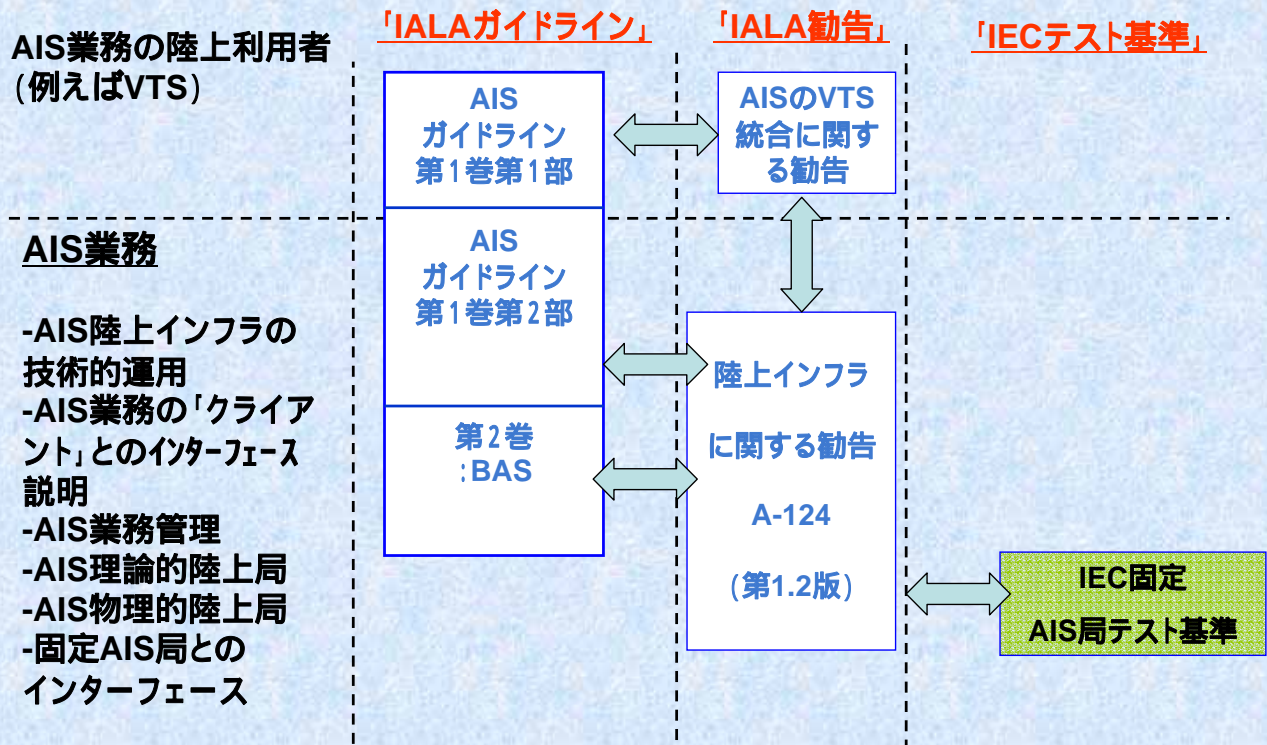 「IALAガイドライン」
「IALA勧告」
「IECテスト基準」
AIS業務の陸上利用者
(例えばVTS)
AIS
ガイドライン
第1巻第1部
AISのVTS
統合に関す
る勧告
AIS業務
-AIS陸上インフラの
技術的運用
-AIS業務の「クライア
ント」とのインターフェース
説明
-AIS業務管理
-AIS理論的陸上局
-AIS物理的陸上局
-固定AIS局との
インターフェース
AIS
ガイドライン
第1巻第2部
第2巻
:BAS
陸上インフラ
に関する勧告
A-124
(第1.2版)
IEC固定
AIS局テスト基準